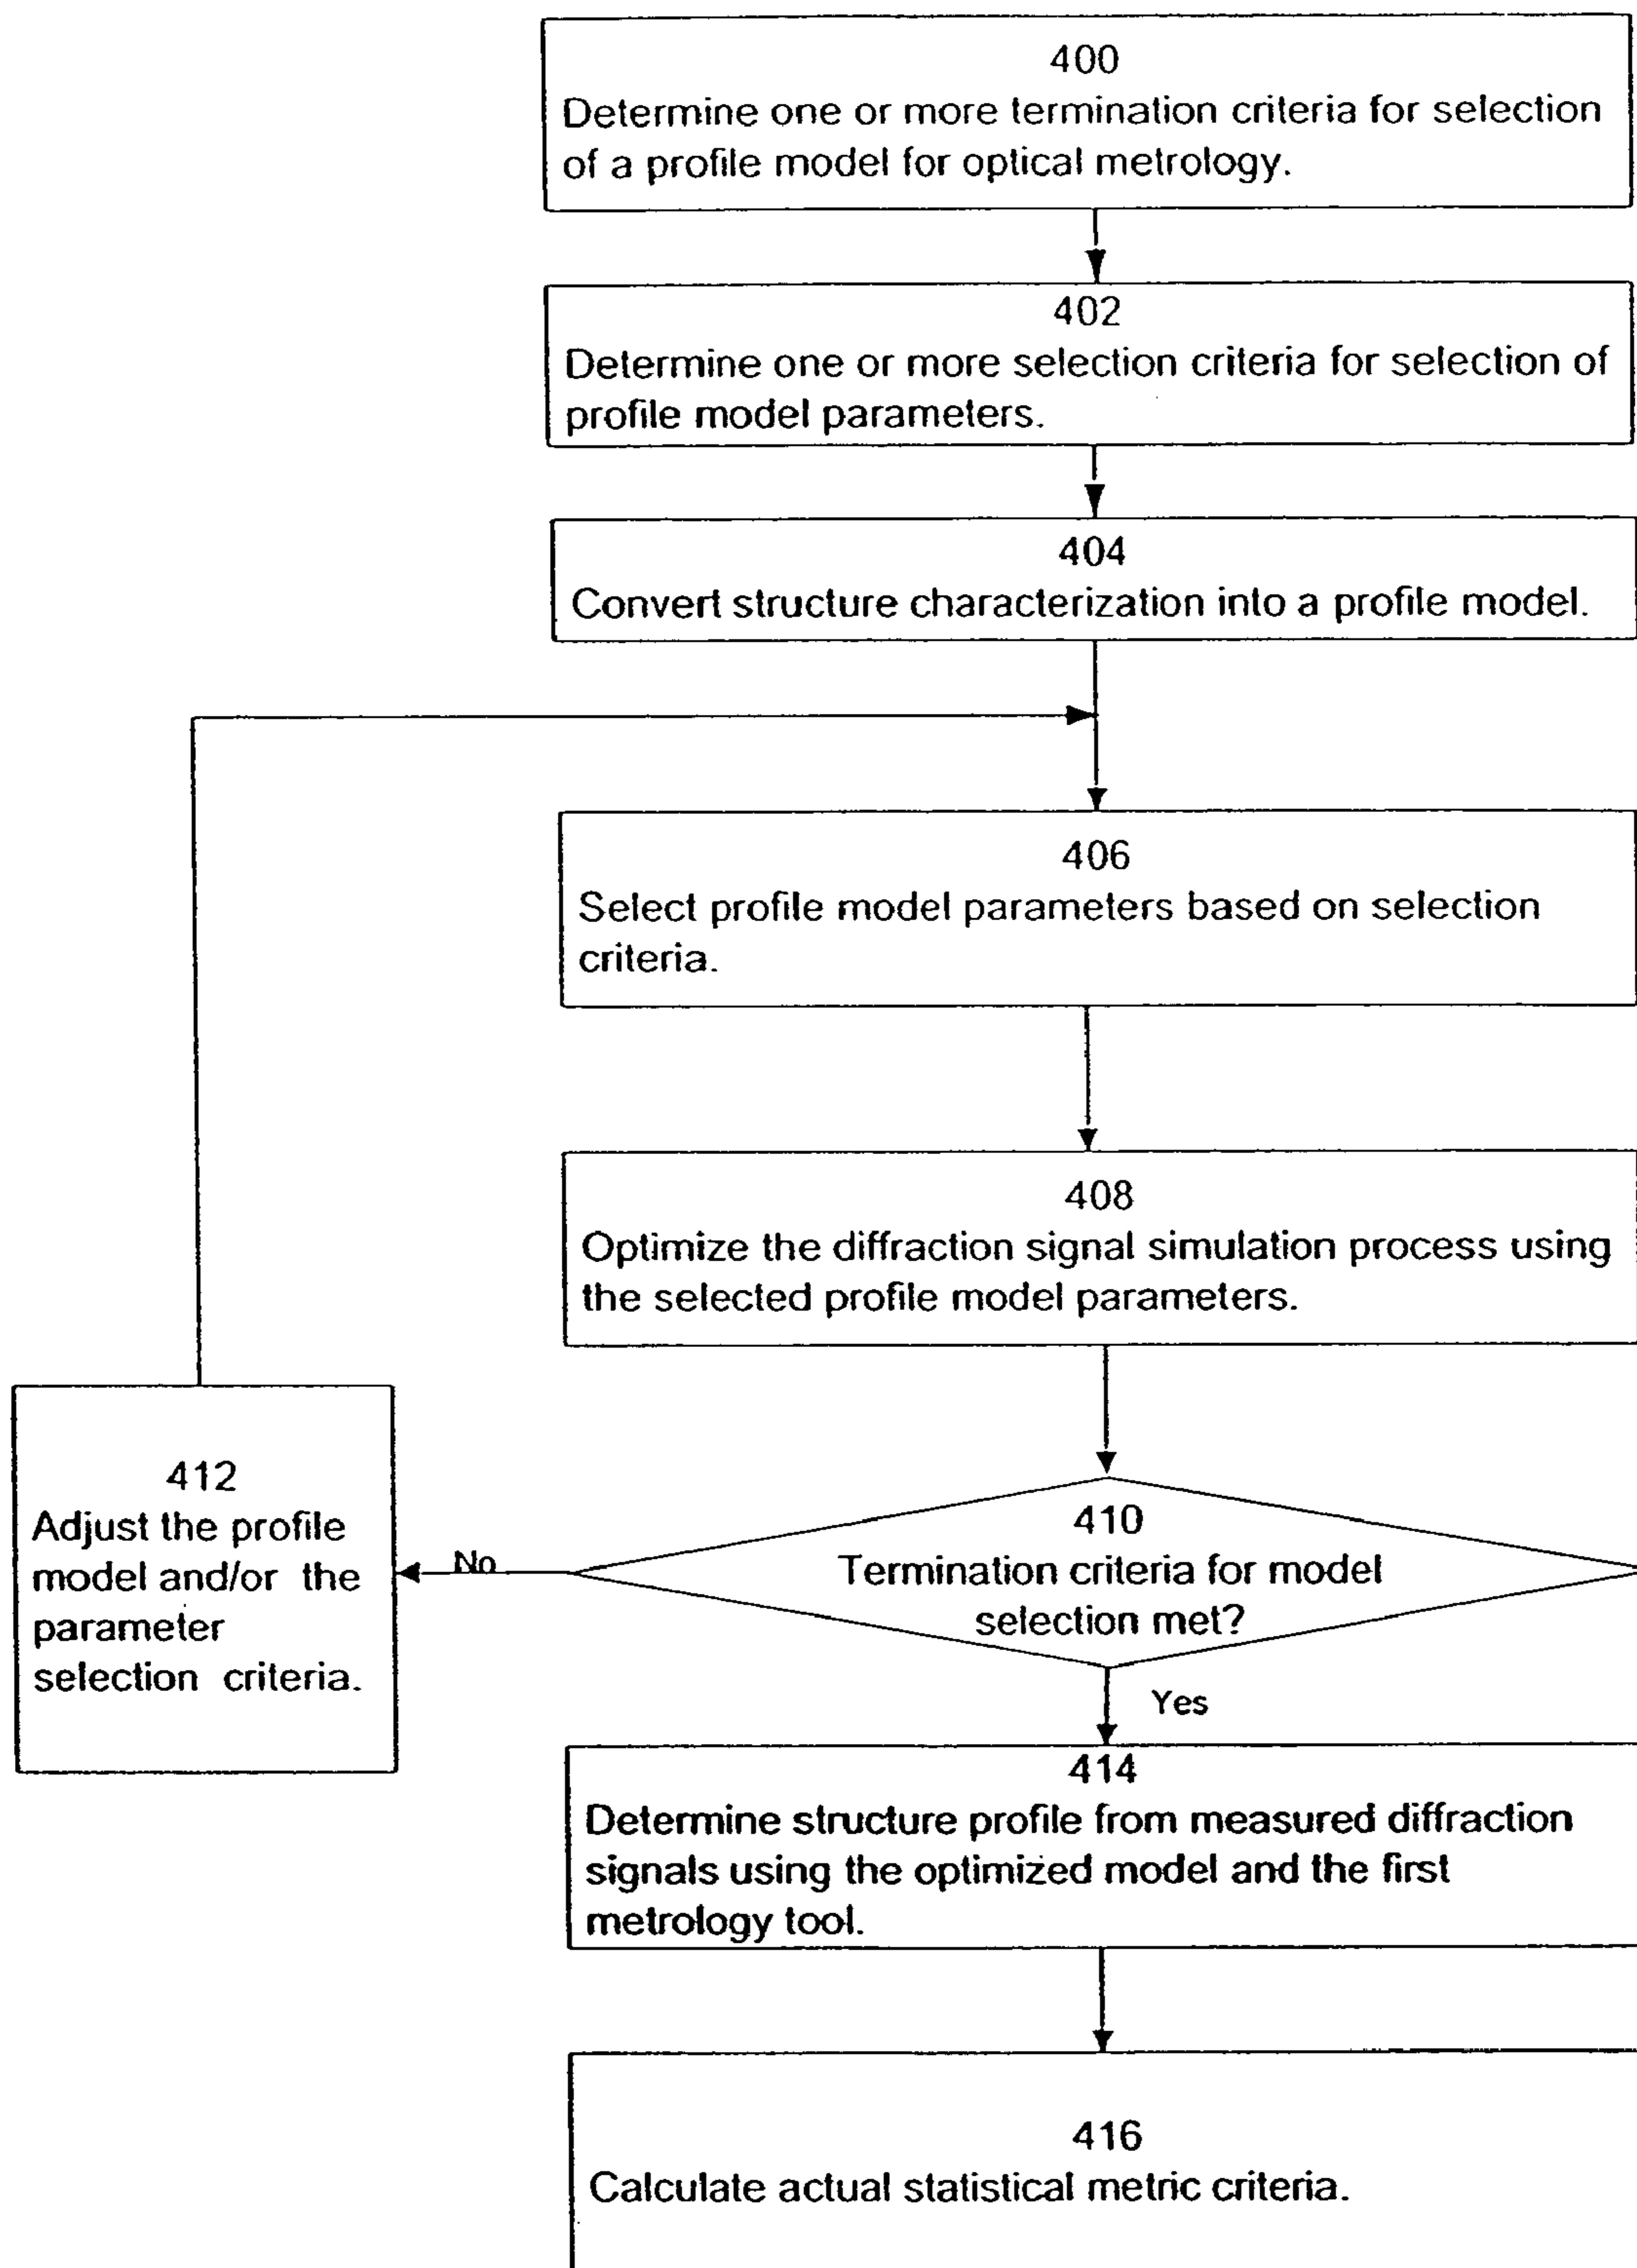 400
Determine one or more termination criteria for selection
of a profile model for optical metrology.
402
Determine one or more selection criteria for selection of
profile model parameters.
404
Convert structure characterization into a profile model.
406
Select profile model parameters based on selection
criteria.
408
Optimize the diffraction signal simulation process using
the selected profile model parameters.
410
Termination criteria for model
selection met?
No
412
Adjust the profile
model and/or the
parameter
selection criteria.
Yes
414
Determine structure profile from measured diffraction
signals using the optimized model and the first
metrology tool.
416
Calculate actual statistical metric criteria.